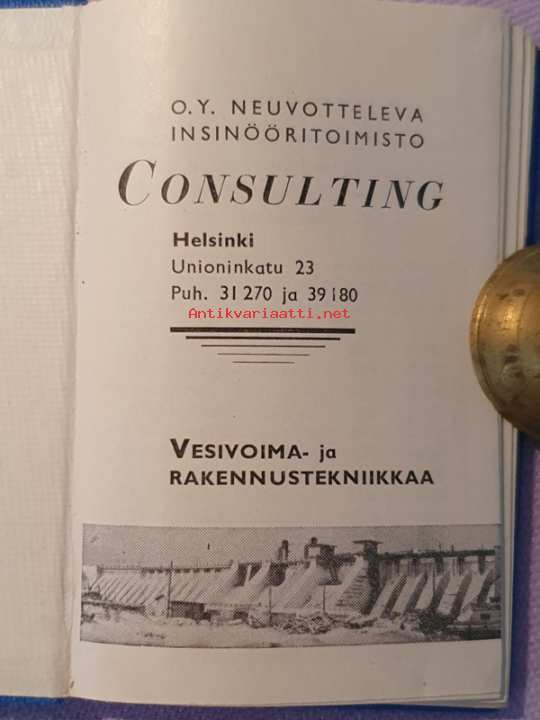 O.Y. NEUVOTTELEVA
INSINÖÖRITOIMISTO
CONSULTING
Helsinki
Unioninkatu 23
Puh. 31 270 ja 39 180
Antikvariaatti.net
VESIVOIMA- ja
RAKENNUSTEKNIIKKAA